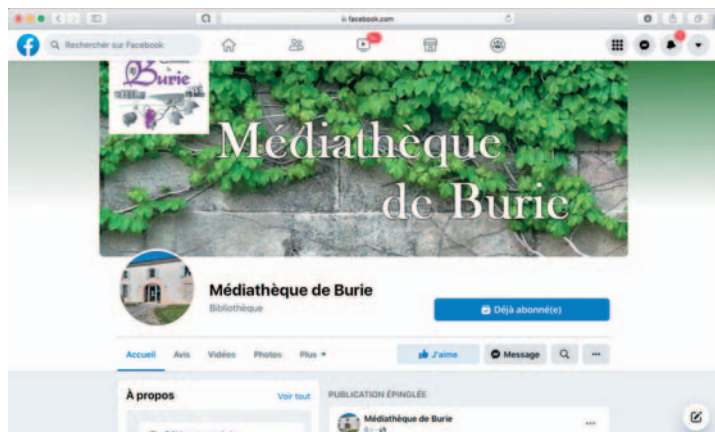 facebook.com
Rechercher sur Facebook
Burie
Médiathèque
de Burie
Médiathèque de Burie
Bibliothèque
Déjà abonné(e)
Accueil Avis Vidéos Photos Plus
J'aime Message
À propos Voir tout
PUBLICATION ÉPINGLÉE
Médiathèque de Burie